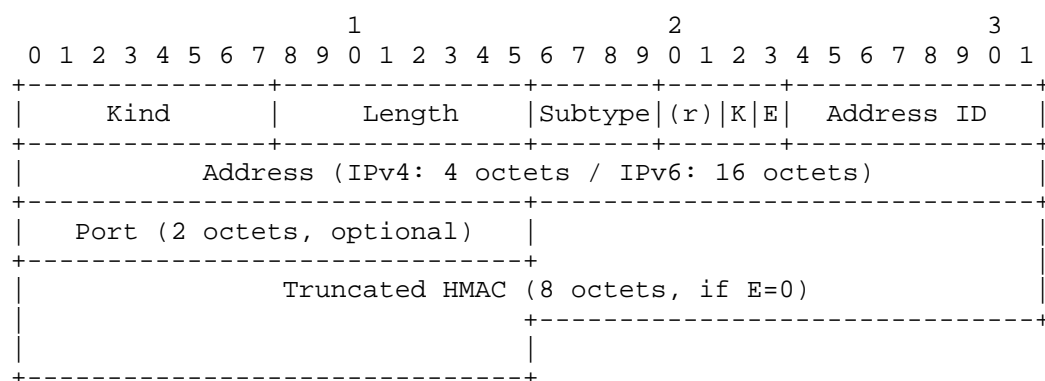 1 2 3
0 1 2 3 4 5 6 7 8 9 0 1 2 3 4 5 6 7 8 9 0 1 2 3 4 5 6 7 8 9 0 1
+---------------+---------------+-------+-------+---------------+
| Kind | Length |Subtype|(r)|K|E| Address ID |
+---------------+---------------+-------+-------+---------------+
| Address (IPv4: 4 octets / IPv6: 16 octets) |
+-------------------------------+-------------------------------+
| Port (2 octets, optional) | |
+-------------------------------+ |
| Truncated HMAC (8 octets, if E=0) |
| +-------------------------------+
| |
+-------------------------------+